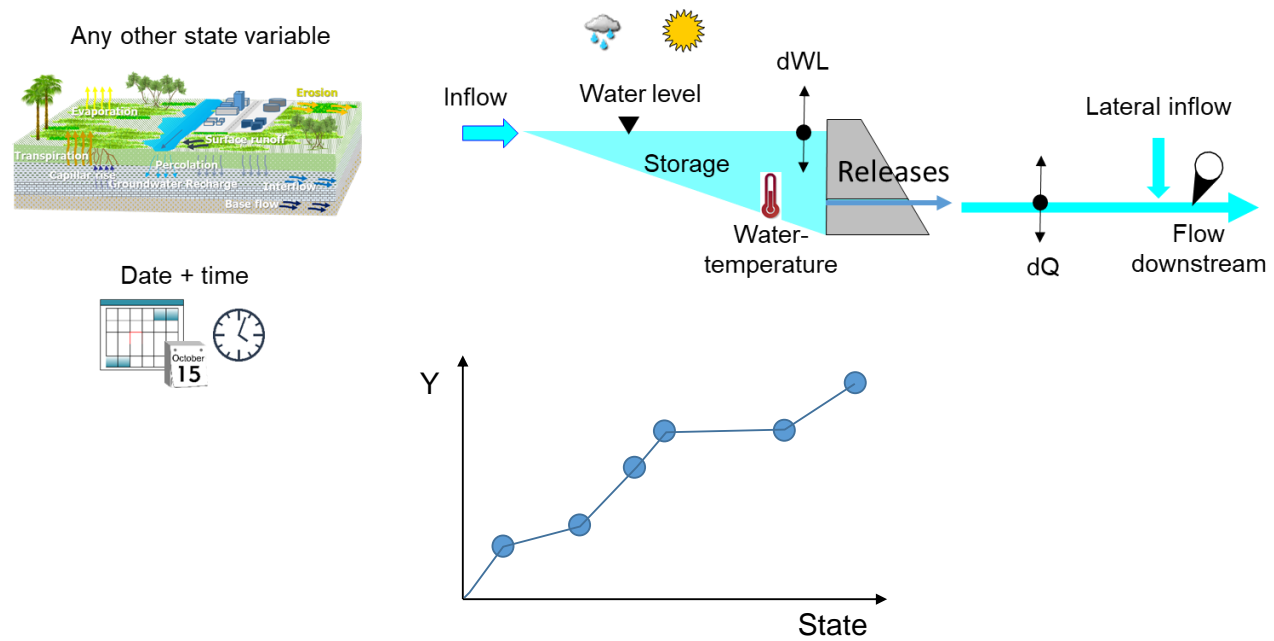 Any other state variable
Erosion
Evaporation
Surface runoff
Transpiration
Percolation
Capilar rise
Groundwater Recharge
Interflow
Base flow
Date + time
October
15
Inflow
Water level
dWL
Storage
Releases
Water-
temperature
Lateral inflow
dQ
Flow
downstream
Y
State